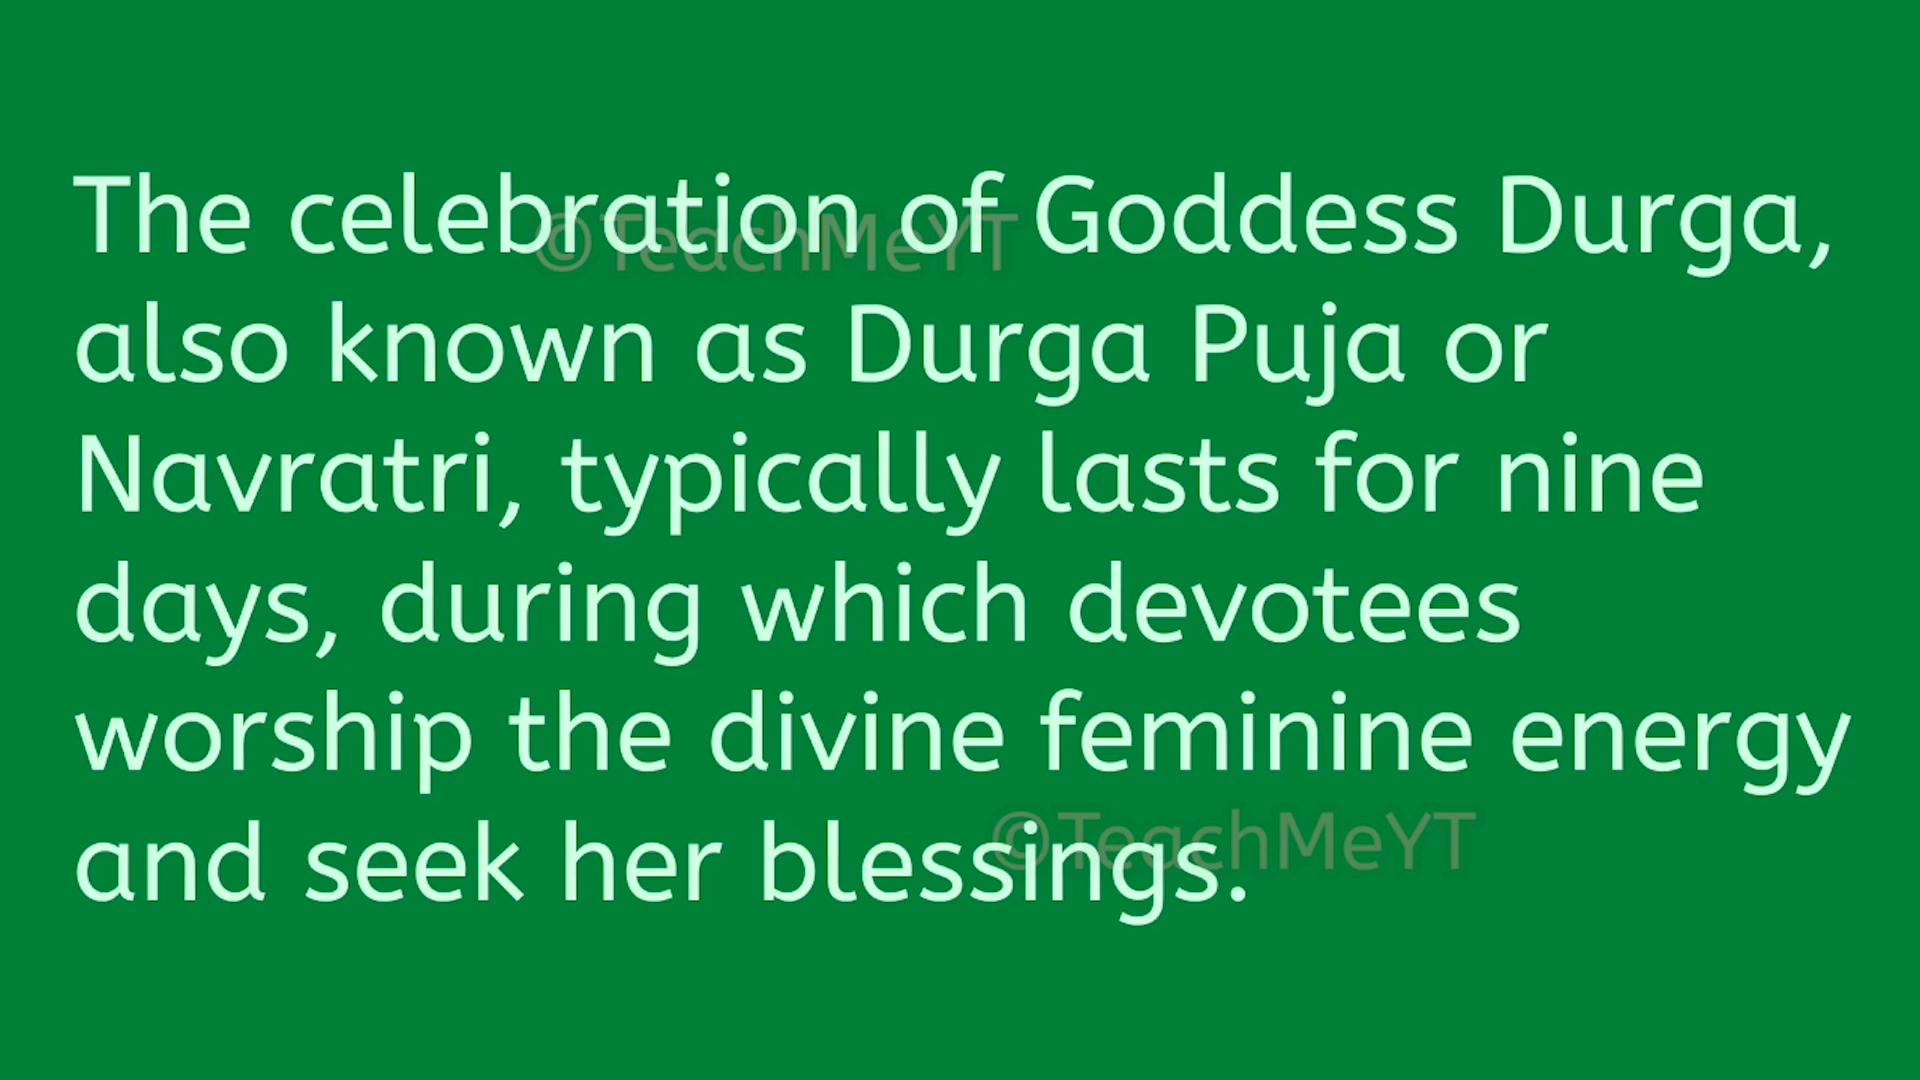 The celebration of Goddess Durga,
©TeachMeYT
also known as Durga Puja or
Navratri, typically lasts for nine
days, during which devotees
worship the divine feminine energy
©TeachMeYT
and seek her blessings.